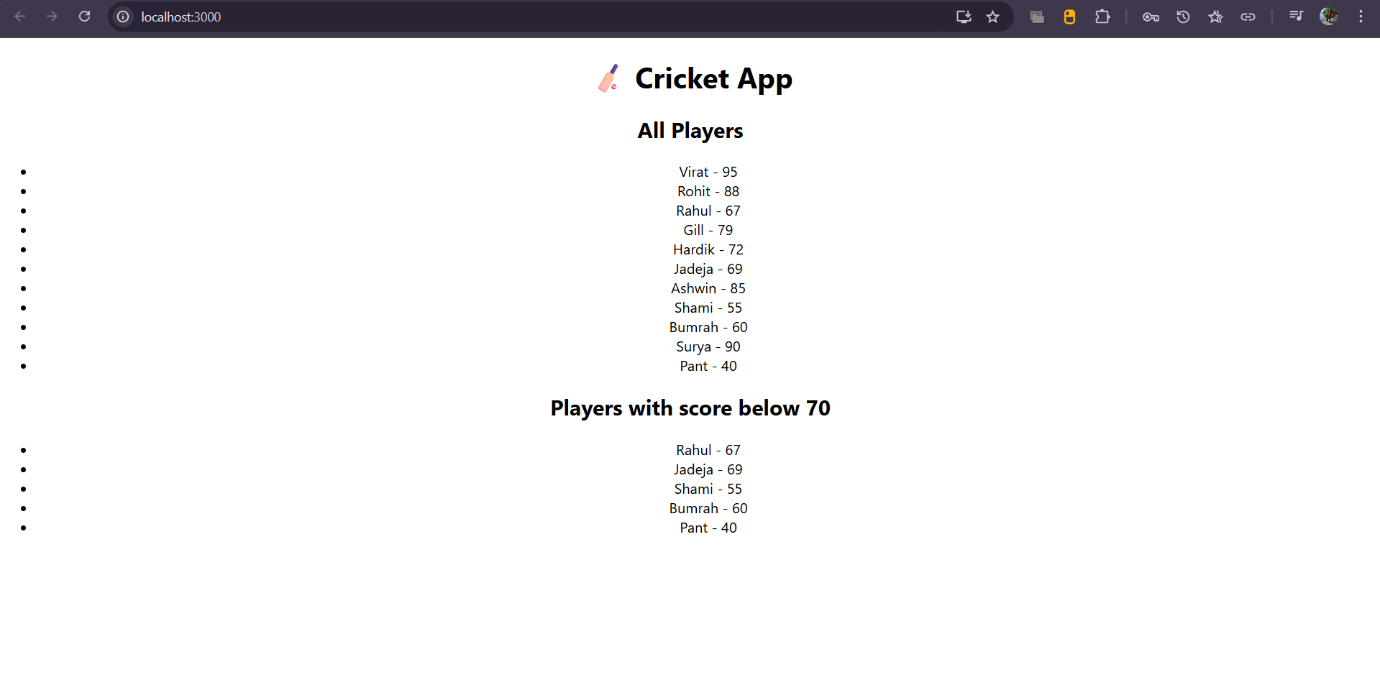 localhost:3000
🏏 Cricket App
All Players
• Virat - 95
• Rohit - 88
• Rahul - 67
• Gill - 79
• Hardik - 72
• Jadeja - 69
• Ashwin - 85
• Shami - 55
• Bumrah - 60
• Surya - 90
• Pant - 40
Players with score below 70
• Rahul - 67
• Jadeja - 69
• Shami - 55
• Bumrah - 60
• Pant - 40